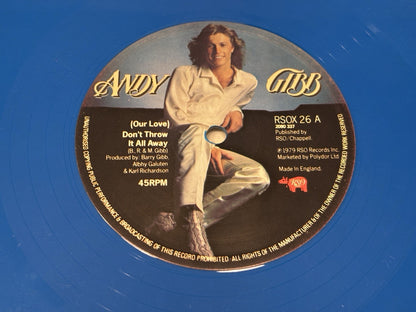 ANDY GIBB
(Our Love)
Don't Throw
It All Away
(B., R & M. Gibb)
Produced by: Barry Gibb,
Albhy Galuten
& Karl Richardson
45RPM
RSOX 26 A
2090 327
Published by
RSO/Chappell.
℗ 1979 RSO Records Inc.
Marketed by Polydor Ltd.
Made in England.
RSO
UNAUTHORISED COPYING PUBLIC PERFORMANCE & BROADCASTING OF THIS RECORD PROHIBITED. ALL RIGHTS OF THE MANUFACTURER & OF THE OWNER OF THE RECORDED WORK RESERVED.